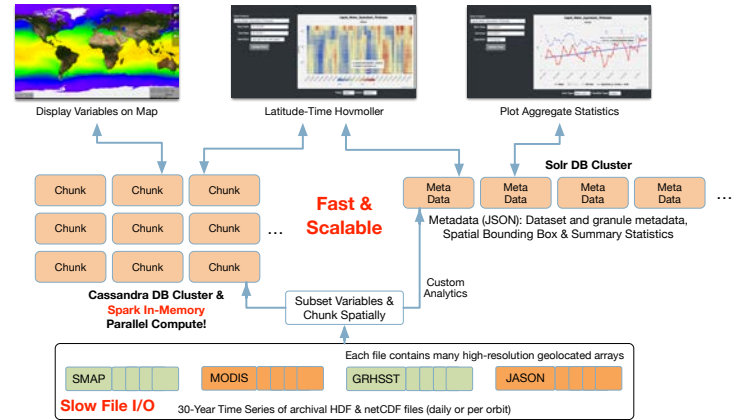 Display Variables on Map
Latitude-Time Hovmoller
Plot Aggregate Statistics
Solr DB Cluster
Chunk Chunk Chunk
Chunk Chunk Chunk
Chunk Chunk Chunk
...
Fast &
Scalable
Meta Data
Meta Data
Meta Data
Meta Data
...
Metadata (JSON): Dataset and granule metadata,
Spatial Bounding Box & Summary Statistics
Cassandra DB Cluster &
Spark In-Memory
Parallel Compute!
Subset Variables &
Chunk Spatially
Custom
Analytics
Each file contains many high-resolution geolocated arrays
SMAP
MODIS
GRHSST
JASON
Slow File I/O
30-Year Time Series of archival HDF & netCDF files (daily or per orbit)